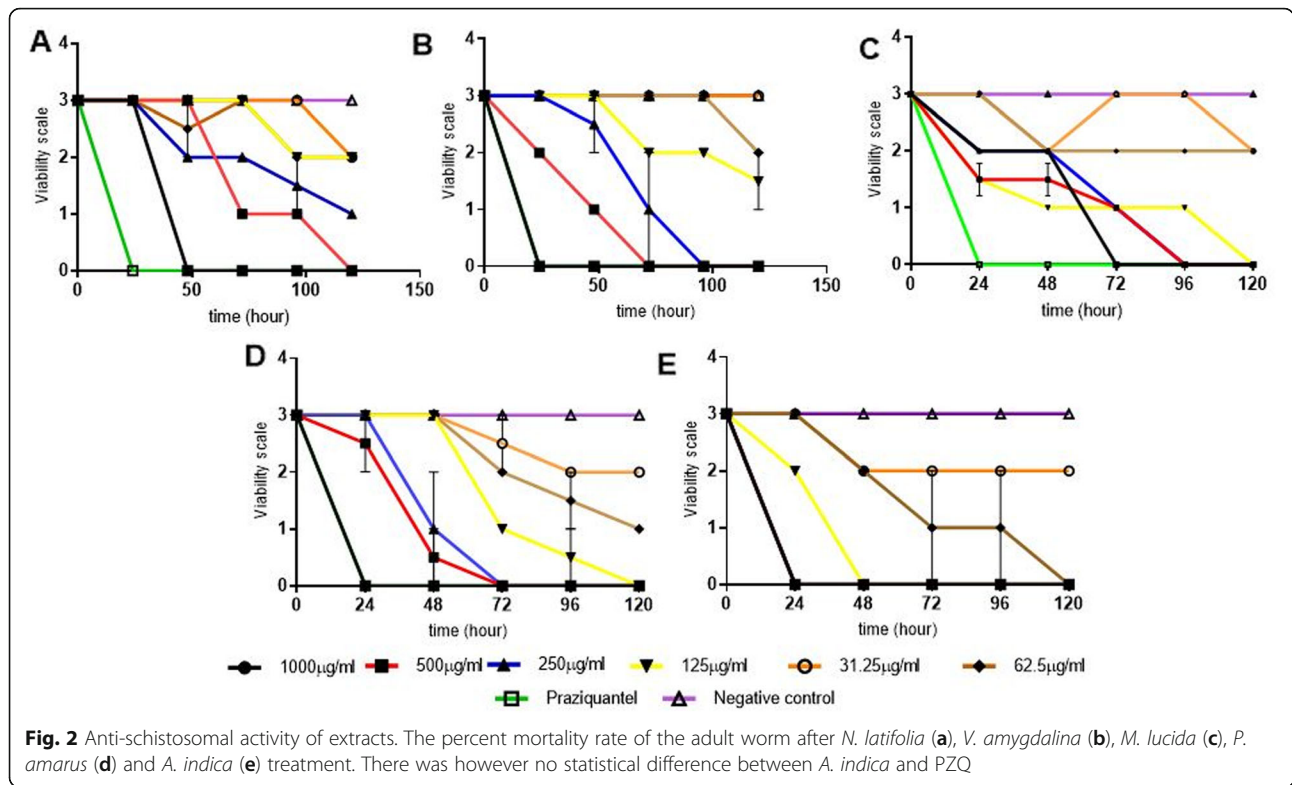 A
B
C
4
3
2
1
0
Viability scale
0
50
100
150
time (hour)
4
3
2
1
0
Viability scale
0
50
100
150
time (hour)
4
3
2
1
0
Viability scale
0
24
48
72
96
120
time (hour)
D
E
4
3
2
1
0
Viability scale
0
24
48
72
96
120
time (hour)
4
3
2
1
0
Viability scale
0
24
48
72
96
120
time (hour)
1000µg/ml 500µg/ml 250µg/ml 125µg/ml 31.25µg/ml 62.5µg/ml
Praziquantel Negative control
Fig. 2 Anti-schistosomal activity of extracts. The percent mortality rate of the adult worm after N. latifolia (a), V. amygdalina (b), M. lucida (c), P.
amarus (d) and A. indica (e) treatment. There was however no statistical difference between A. indica and PZQ